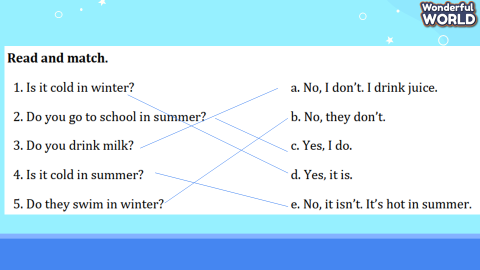 Wonderful
WORLD
Read and match.
1. Is it cold in winter?
a. No, I don't. I drink juice.
2. Do you go to school in summer?
b. No, they don't.
3. Do you drink milk?
c. Yes, I do.
4. Is it cold in summer?
d. Yes, it is.
5. Do they swim in winter?
e. No, it isn't. It's hot in summer.